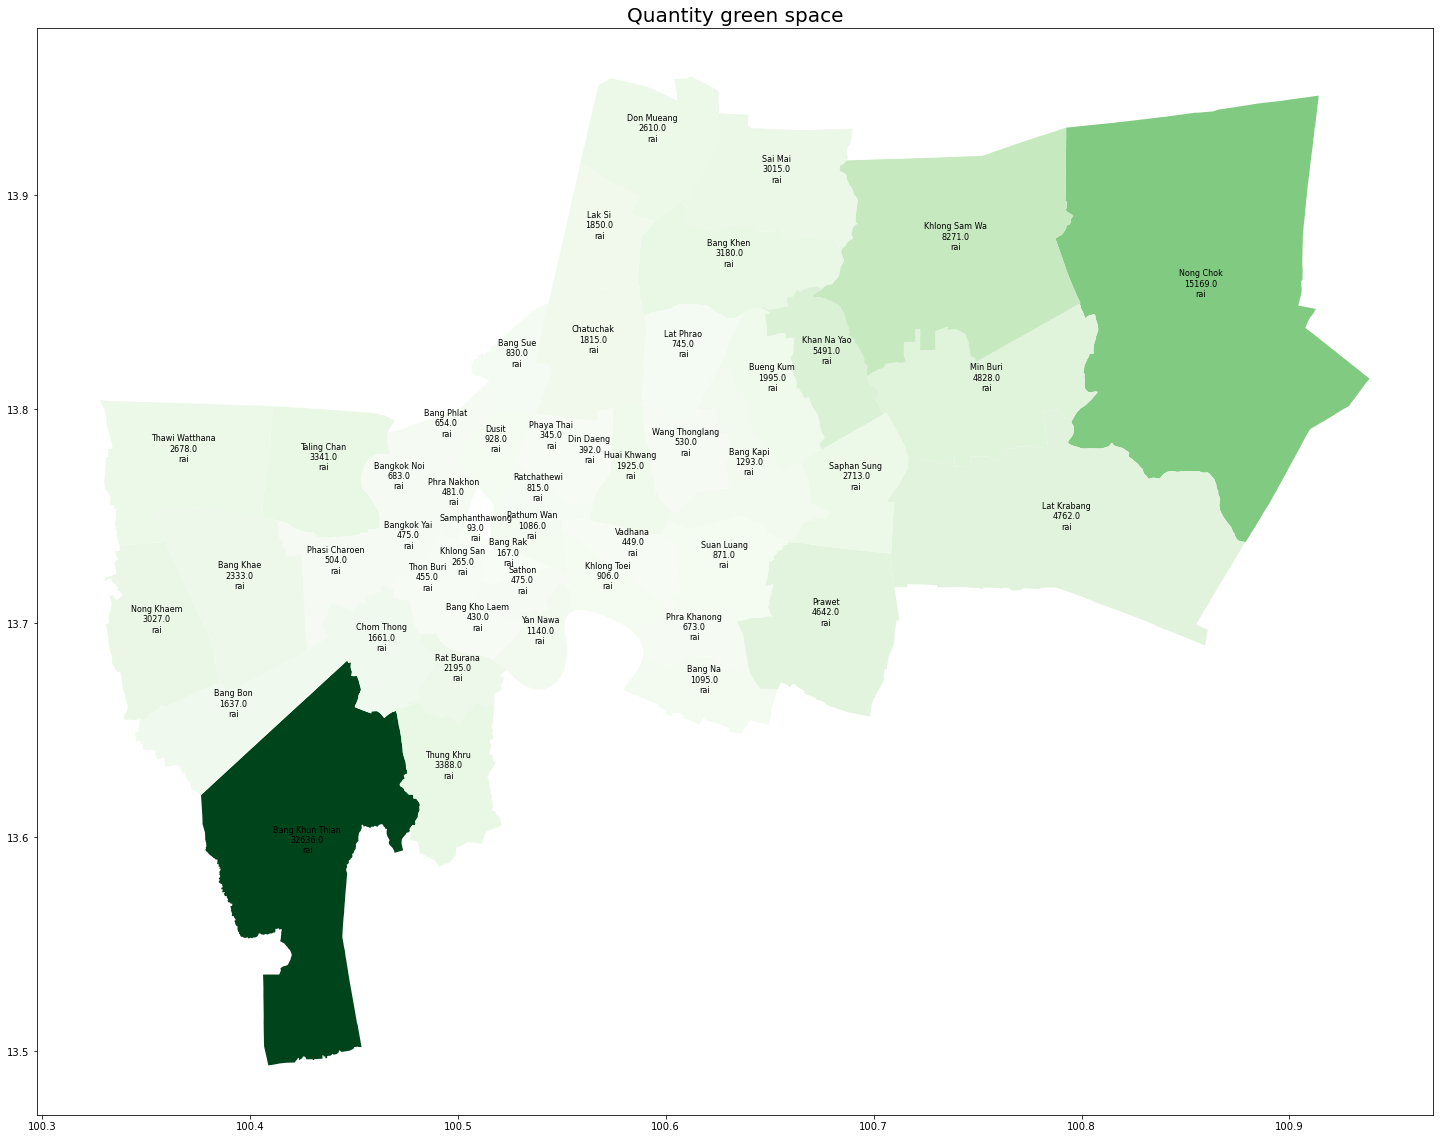 Quantity green space
Don Mueang
2610.0
rai
Sai Mai
3015.0
rai
Lak Si
1850.0
rai
Khlong Sam Wa
8271.0
rai
Bang Khen
3180.0
rai
Nong Chok
15169.0
rai
Chatuchak
1815.0
rai
Lat Phrao
745.0
rai
Bang Sue
830.0
rai
Khan Na Yao
5491.0
rai
Bueng Kum
1995.0
rai
Min Buri
4828.0
rai
Bang Phlat
654.0
rai
Dusit
928.0
rai
Phaya Thai
345.0
rai
Din Daeng
392.0
rai
Wang Thonglang
530.0
rai
Thawi Watthana
2678.0
rai
Taling Chan
3341.0
rai
Huai Khwang
1925.0
rai
Bang Kapi
1293.0
rai
Bangkok Noi
683.0
rai
Saphan Sung
2713.0
rai
Phra Nakhon
481.0
rai
Ratchathewi
815.0
rai
Lat Krabang
4762.0
rai
Samphanthawong
93.0
rai
Pathum Wan
1086.0
rai
Bangkok Yai
475.0
rai
Vadhana
449.0
rai
Bang Rak
167.0
rai
Suan Luang
871.0
rai
Phasi Charoen
504.0
rai
Khlong San
265.0
rai
Bang Khae
2333.0
rai
Thon Buri
455.0
rai
Sathon
475.0
rai
Khlong Toei
906.0
rai
Nong Khaem
3027.0
rai
Bang Kho Laem
430.0
rai
Yan Nawa
1140.0
rai
Phra Khanong
673.0
rai
Prawet
4642.0
rai
Chom Thong
1661.0
rai
Rat Burana
2195.0
rai
Bang Na
1095.0
rai
Bang Bon
1637.0
rai
Thung Khru
3388.0
rai
Bang Khun Thian
32636.0
rai
13.9
13.8
13.7
13.6
13.5
100.3
100.4
100.5
100.6
100.7
100.8
100.9